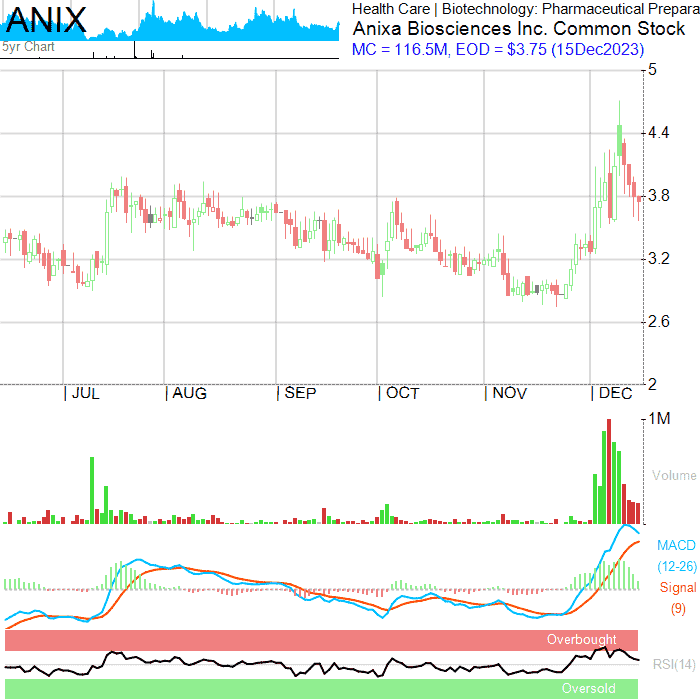 ANIX
5yr Chart
Health Care | Biotechnology: Pharmaceutical Prepara
Anixa Biosciences Inc. Common Stock
MC = 116.5M, EOD = $3.75 (15Dec2023)
5
4.4
3.8
3.2
2.6
2
JUL AUG SEP OCT NOV DEC
1M
Volume
MACD
(12-26)
Signal
(9)
Overbought
RSI(14)
Oversold